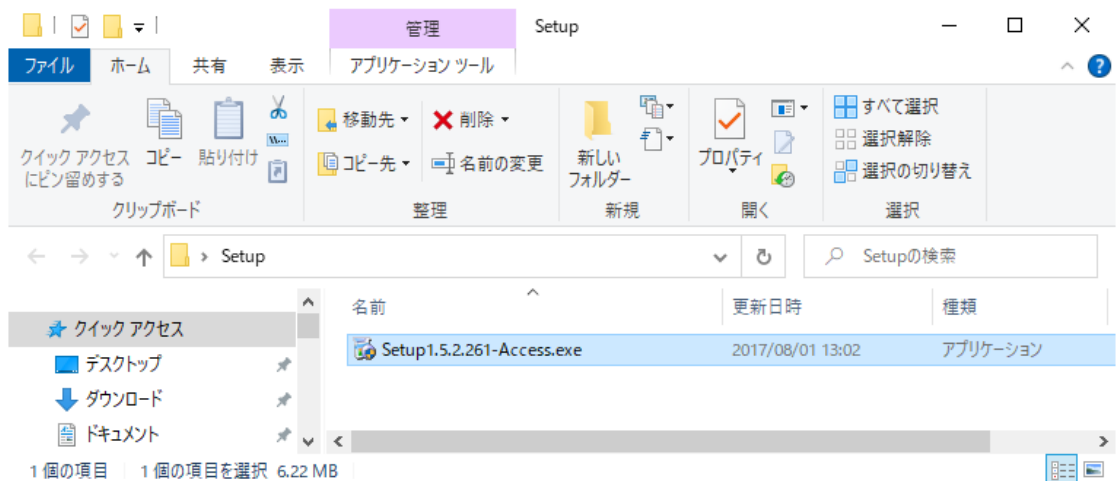 管理
Setup
ファイル ホーム 共有 表示 アプリケーション ツール
クイック アクセス
にピン留めする
コピー
貼り付け
クリップボード
移動先
コピー先
削除
名前の変更
整理
新しい
フォルダー
新規
プロパティ
開く
すべて選択
選択解除
選択の切り替え
選択
Setup
Setupの検索
クイック アクセス
デスクトップ
ダウンロード
ドキュメント
名前 更新日時 種類
Setup1.5.2.261-Access.exe 2017/08/01 13:02 アプリケーション
1 個の項目 1 個の項目を選択 6.22 MB